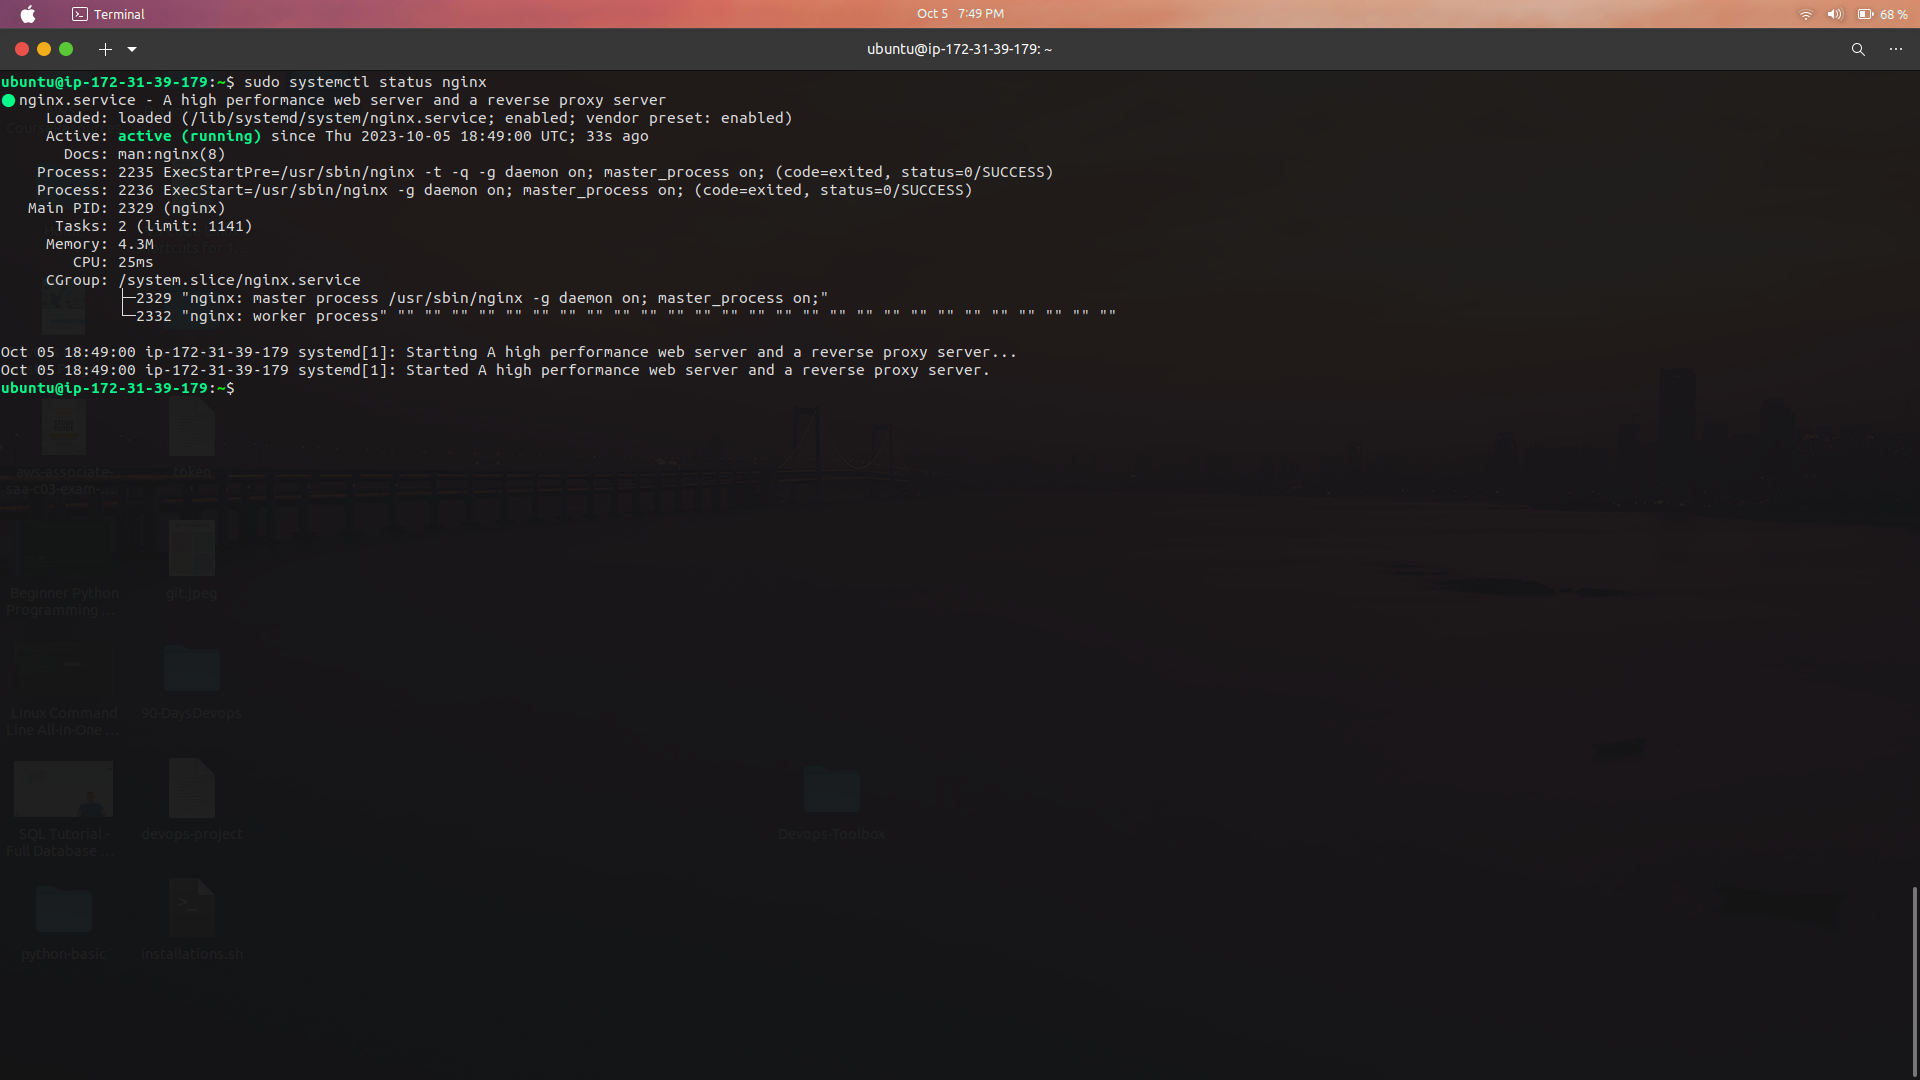 Terminal
Oct 5 7:49 PM
68 %
ubuntu@ip-172-31-39-179: ~
ubuntu@ip-172-31-39-179:~$ sudo systemctl status nginx
● nginx.service - A high performance web server and a reverse proxy server
Loaded: loaded (/lib/systemd/system/nginx.service; enabled; vendor preset: enabled)
Active: active (running) since Thu 2023-10-05 18:49:00 UTC; 33s ago
Docs: man:nginx(8)
Process: 2235 ExecStartPre=/usr/sbin/nginx -t -q -g daemon on; master_process on; (code=exited, status=0/SUCCESS)
Process: 2236 ExecStart=/usr/sbin/nginx -g daemon on; master_process on; (code=exited, status=0/SUCCESS)
Main PID: 2329 (nginx)
Tasks: 2 (limit: 1141)
Memory: 4.3M
CPU: 25ms
CGroup: /system.slice/nginx.service
├─2329 "nginx: master process /usr/sbin/nginx -g daemon on; master_process on;"
└─2332 "nginx: worker process" "" "" "" "" "" "" "" "" "" "" "" "" "" "" "" "" "" "" "" "" "" "" "" "" "" "" ""
Oct 05 18:49:00 ip-172-31-39-179 systemd[1]: Starting A high performance web server and a reverse proxy server...
Oct 05 18:49:00 ip-172-31-39-179 systemd[1]: Started A high performance web server and a reverse proxy server.
ubuntu@ip-172-31-39-179:~$
aws-associate-
saa-c03-exam-...
token
Beginner Python
Programming ...
git.jpeg
Linux Command
Line All-in-One ...
90-DaysDevops
SQL Tutorial -
Full Database ...
devops-project
Devops-Toolbox
python-basic
installations.sh